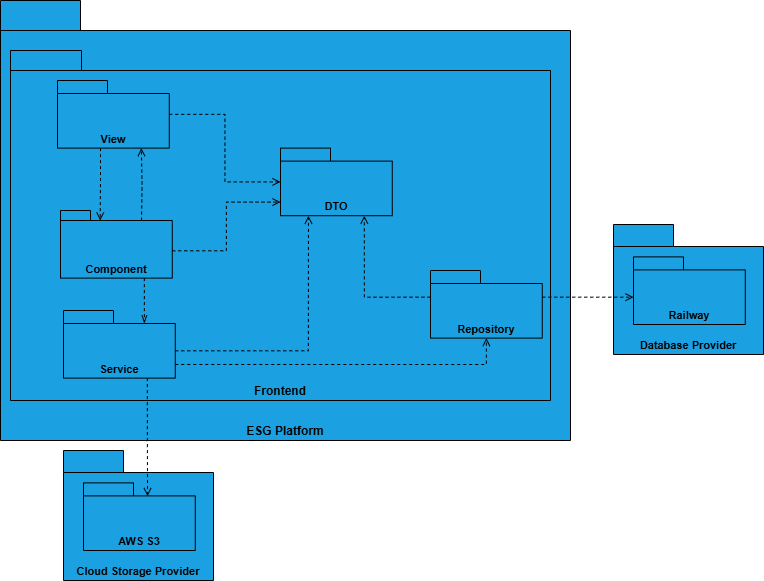 View
DTO
Component
Railway
Repository
Database Provider
Service
Frontend
ESG Platform
AWS S3
Cloud Storage Provider